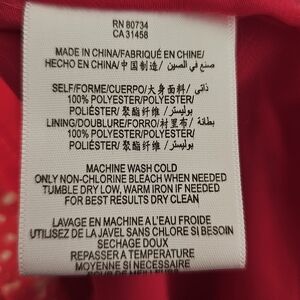 RN 80734
CA 31458
MADE IN CHINA/FABRIQUÉ EN CHINE/
HECHO EN CHINA/中国制造/ صنع في الصين
SELF/FORME/CUERPO/大身面料/ ذاتي
100% POLYESTER/POLYESTER/
POLIÉSTER/聚酯纤维 /بوليستر
LINING/DOUBLURE/FORRO/衬里布/ بطانة
100% POLYESTER/POLYESTER/
POLIÉSTER/聚酯纤维 /بوليستر
MACHINE WASH COLD
ONLY NON-CHLORINE BLEACH WHEN NEEDED
TUMBLE DRY LOW, WARM IRON IF NEEDED
FOR BEST RESULTS DRY CLEAN
LAVAGE EN MACHINE A L'EAU FROIDE
UTILISEZ DE LA JAVEL SANS CHLORE SI BESOIN
SECHAGE DOUX
REPASSER A TEMPERATURE
MOYENNE SI NECESSAIRE